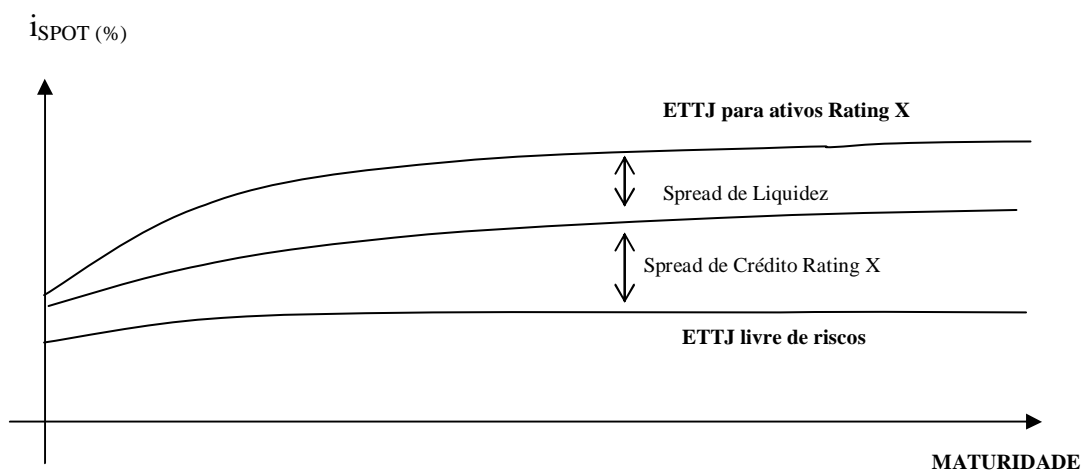 iSPOT (%)
ETTJ para ativos Rating X
Spread de Liquidez
Spread de Crédito Rating X
ETTJ livre de riscos
MATURIDADE